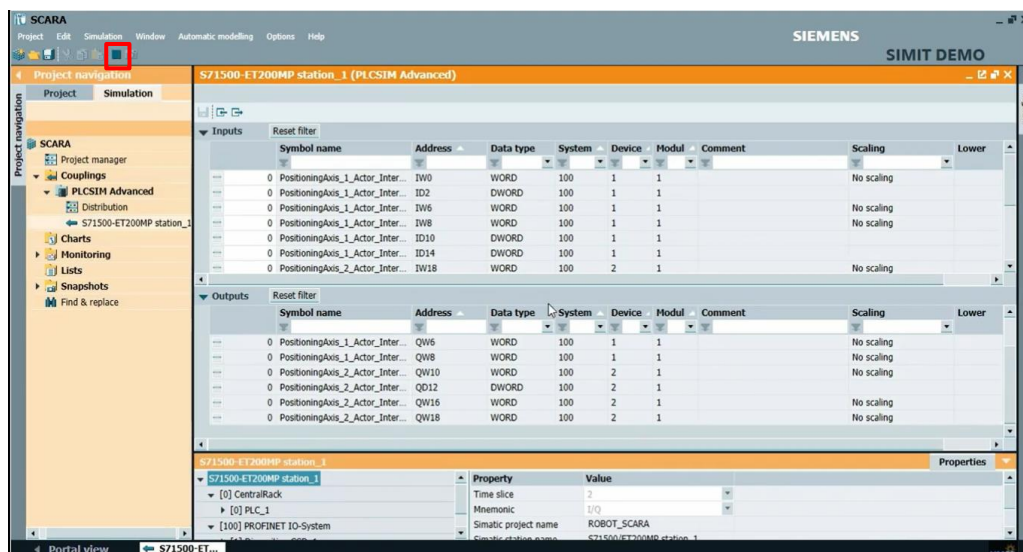 SCARA
Project Edit Simulation Window Automatic modelling Options Help
SIEMENS
SIMIT DEMO
Project navigation
Project navigation
Project Simulation
SCARA
Project manager
Couplings
PLCSIM Advanced
Distribution
S71500-ET200MP station_1
Charts
Monitoring
Lists
Snapshots
Find & replace
S71500-ET200MP station_1 (PLCSIM Advanced)
Inputs Reset filter
Symbol name Address Data type System Device Modul Comment Scaling Lower
0 PositioningAxis_1_Actor_Inter... IW0 WORD 100 1 1 No scaling
0 PositioningAxis_1_Actor_Inter... ID2 DWORD 100 1 1
0 PositioningAxis_1_Actor_Inter... IW6 WORD 100 1 1 No scaling
0 PositioningAxis_1_Actor_Inter... IW8 WORD 100 1 1 No scaling
0 PositioningAxis_1_Actor_Inter... ID10 DWORD 100 1 1
0 PositioningAxis_1_Actor_Inter... ID14 DWORD 100 1 1
0 PositioningAxis_2_Actor_Inter... IW18 WORD 100 2 1 No scaling
Outputs Reset filter
Symbol name Address Data type System Device Modul Comment Scaling Lower
0 PositioningAxis_1_Actor_Inter... QW6 WORD 100 1 1 No scaling
0 PositioningAxis_1_Actor_Inter... QW8 WORD 100 1 1 No scaling
0 PositioningAxis_2_Actor_Inter... QW10 WORD 100 2 1 No scaling
0 PositioningAxis_2_Actor_Inter... QD12 DWORD 100 2 1
0 PositioningAxis_2_Actor_Inter... QW16 WORD 100 2 1 No scaling
0 PositioningAxis_2_Actor_Inter... QW18 WORD 100 2 1 No scaling
S71500-ET200MP station_1 Properties
S71500-ET200MP station_1
[0] CentralRack
[0] PLC_1
[100] PROFINET IO-System
Property Value
Time slice 2
Mnemonic I/Q
Simatic project name ROBOT_SCARA
Simatic station name S71500/ET200MP station_1
Portal view S71500-ET...